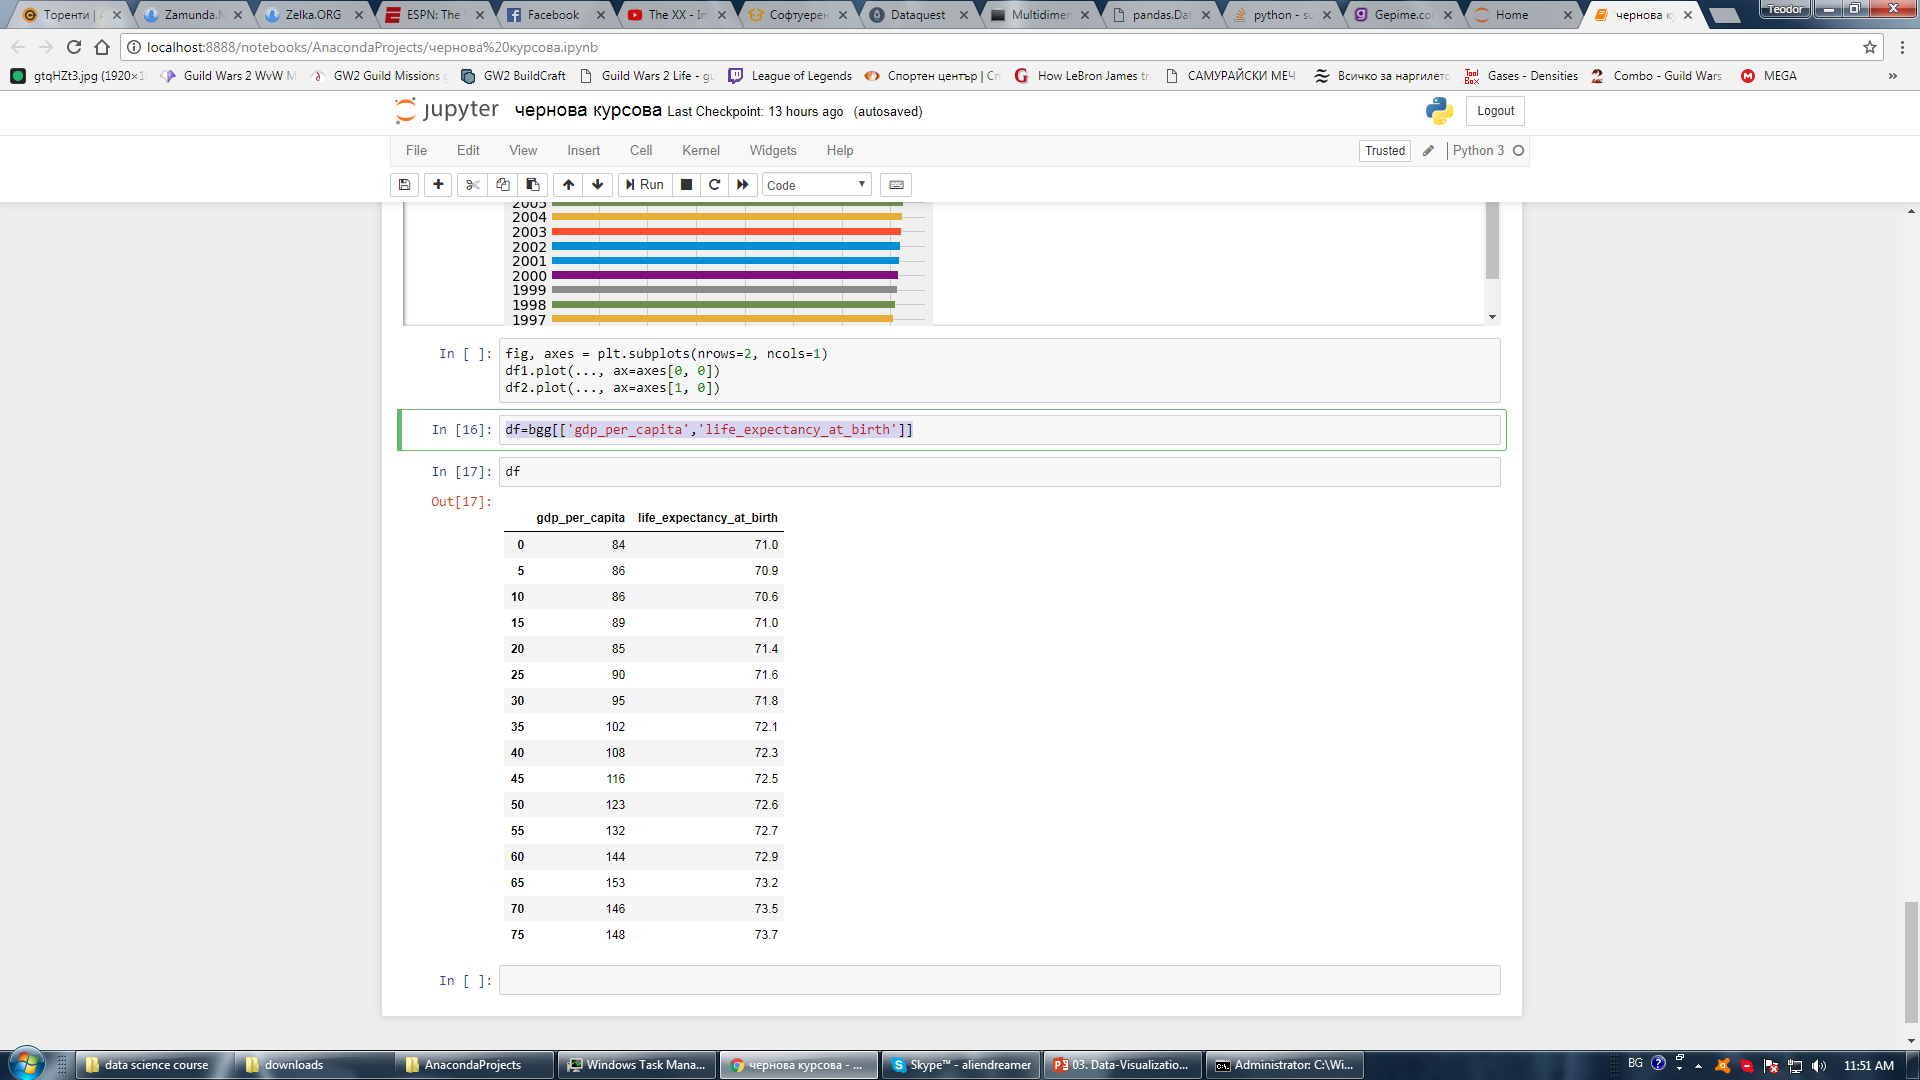 Торенти | A
Zamunda.N
Zelka.ORG
ESPN: The
Facebook
The XX - In
Софтуерен
Dataquest
Multidimen
pandas.Dat
python - su
Gepime.co
Home
чернова к
Teodor
localhost:8888/notebooks/AnacondaProjects/чернова%20курсова.ipynb
gtqHZt3.jpg (1920×1
Guild Wars 2 WvW M
GW2 Guild Missions
GW2 BuildCraft
Guild Wars 2 Life - gu
League of Legends
Спортен център | Сп
How LeBron James tr
САМУРАЙСКИ МЕЧ
Всичко за наргилето
Gases - Densities
Combo - Guild Wars
MEGA
»
jupyter чернова курсова Last Checkpoint: 13 hours ago (autosaved)
Logout
File Edit View Insert Cell Kernel Widgets Help
Trusted Python 3
Run Code
2005
2004
2003
2002
2001
2000
1999
1998
1997
In [ ]: fig, axes = plt.subplots(nrows=2, ncols=1)
df1.plot(..., ax=axes[0, 0])
df2.plot(..., ax=axes[1, 0])
In [16]: df=bgg[['gdp_per_capita','life_expectancy_at_birth']]
In [17]: df
Out[17]:
gdp_per_capita life_expectancy_at_birth
0 84 71.0
5 86 70.9
10 86 70.6
15 89 71.0
20 85 71.4
25 90 71.6
30 95 71.8
35 102 72.1
40 108 72.3
45 116 72.5
50 123 72.6
55 132 72.7
60 144 72.9
65 153 73.2
70 146 73.5
75 148 73.7
In [ ]:
data science course
downloads
AnacondaProjects
Windows Task Mana...
чернова курсова - ...
Skype™ - aliendreamer
03. Data-Visualizatio...
Administrator: C:\Wi...
BG
11:51 AM